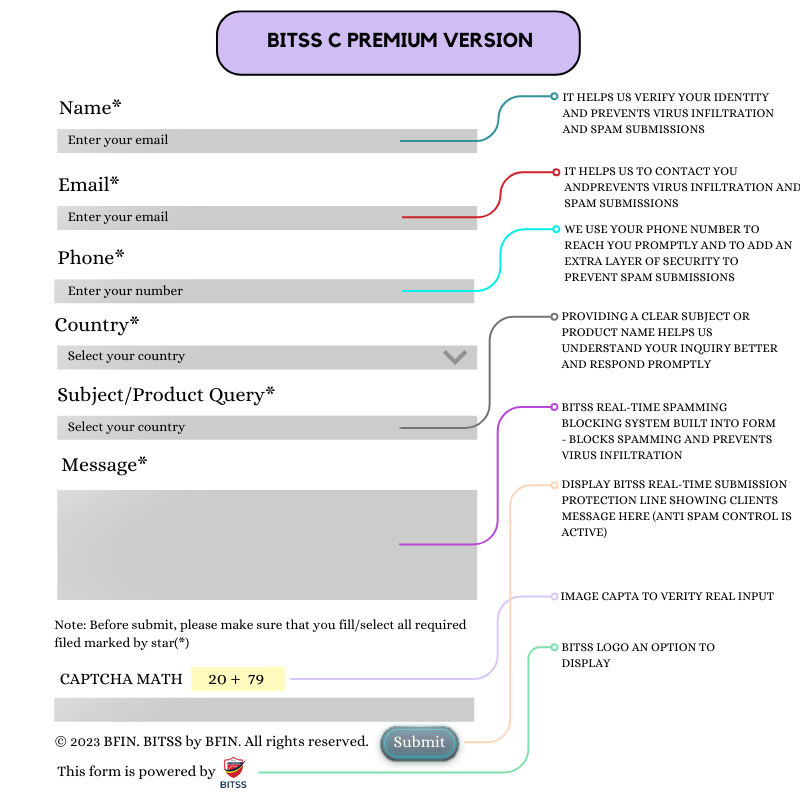 BITSS C PREMIUM VERSION
Name*
Enter your email
IT HELPS US VERIFY YOUR IDENTITY
AND PREVENTS VIRUS INFILTRATION
AND SPAM SUBMISSIONS
Email*
Enter your email
IT HELPS US TO CONTACT YOU
ANDPREVENTS VIRUS INFILTRATION AND
SPAM SUBMISSIONS
Phone*
Enter your number
WE USE YOUR PHONE NUMBER TO
REACH YOU PROMPTLY AND TO ADD AN
EXTRA LAYER OF SECURITY TO
PREVENT SPAM SUBMISSIONS
Country*
Select your country
Subject/Product Query*
Select your country
PROVIDING A CLEAR SUBJECT OR
PRODUCT NAME HELPS US
UNDERSTAND YOUR INQUIRY BETTER
AND RESPOND PROMPTLY
Message*
BITSS REAL-TIME SPAMMING
BLOCKING SYSTEM BUILT INTO FORM
- BLOCKS SPAMMING AND PREVENTS
VIRUS INFILTRATION
DISPLAY BITSS REAL-TIME SUBMISSION
PROTECTION LINE SHOWING CLIENTS
MESSAGE HERE (ANTI SPAM CONTROL IS
ACTIVE)
Note: Before submit, please make sure that you fill/select all required
filed marked by star(*)
CAPTCHA MATH 20 + 79
IMAGE CAPTA TO VERITY REAL INPUT
© 2023 BFIN. BITSS by BFIN. All rights reserved.
Submit
This form is powered by
BITSS
BITSS LOGO AN OPTION TO
DISPLAY